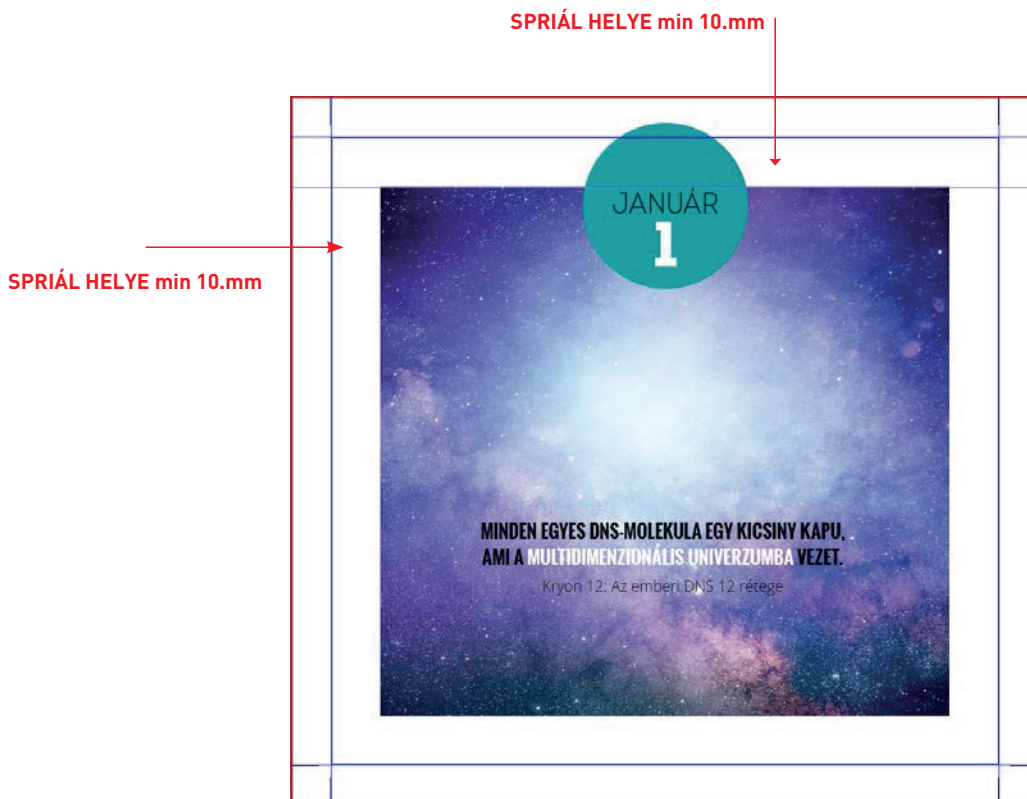 SPRIÁL HELYE min 10.mm
JANUÁR
1
SPRIÁL HELYE min 10.mm
MINDEN EGYES DNS-MOLEKULA EGY KICSINY KAPU,
AMI A MULTIDIMENZIONÁLIS UNIVERZUMBA VEZET.
Kryon 12: Az emberi DNS 12 rétege